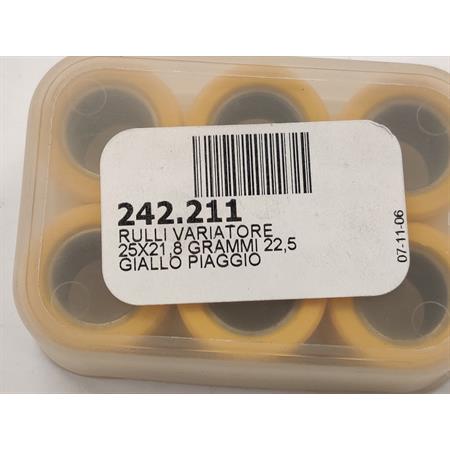 242.211
RULLI VARIATORE
25X21,8 GRAMMI 22,5
GIALLO PIAGGIO
07-11-06